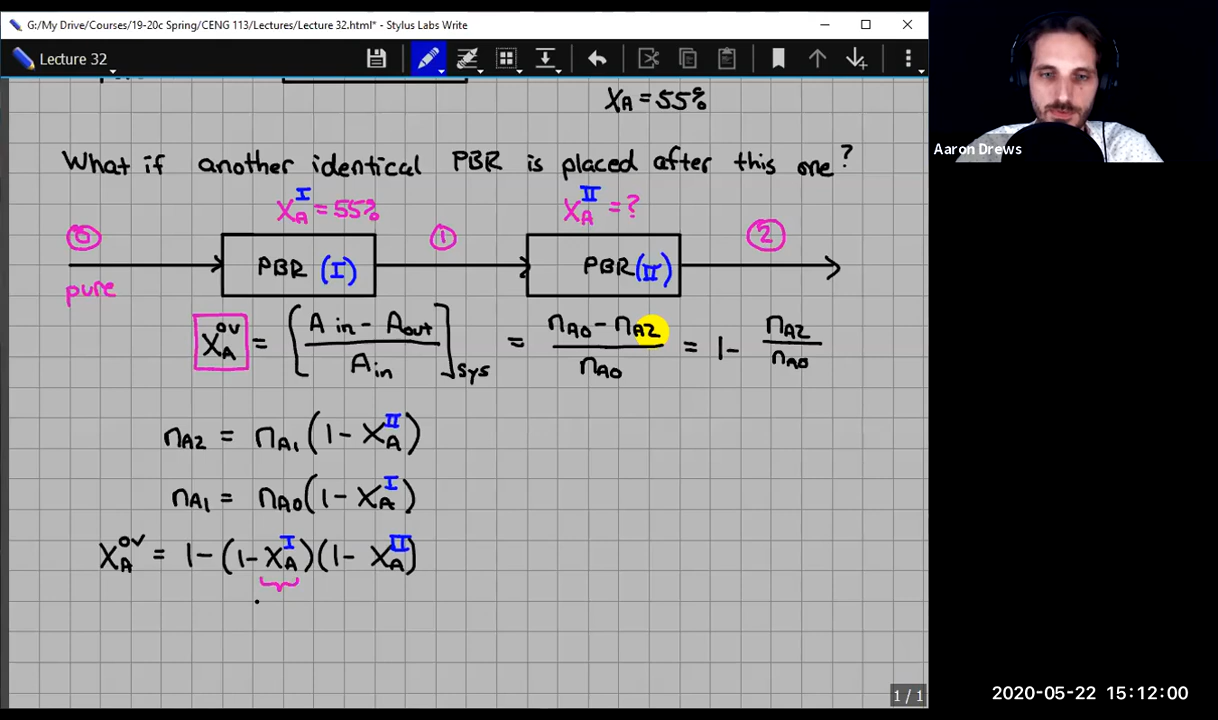 G:/My Drive/Courses/19-20c Spring/CENG 113/Lectures/Lecture 32.html* - Stylus Labs Write
Lecture 32
X_A = 55%
What if another identical PBR is placed after this one?
X_A^I = 55% X_A^II = ?
0 1 2
PBR (I) PBR (II)
pure
X_A^ov = [(A in - A out) / A in]_sys = (n_A0 - n_A2) / n_A0 = 1 - n_A2 / n_A0
n_A2 = n_A1 (1 - X_A^II)
n_A1 = n_A0 (1 - X_A^I)
X_A^ov = 1 - (1 - X_A^I)(1 - X_A^II)
1 / 1
Aaron Drews
2020-05-22 15:12:00